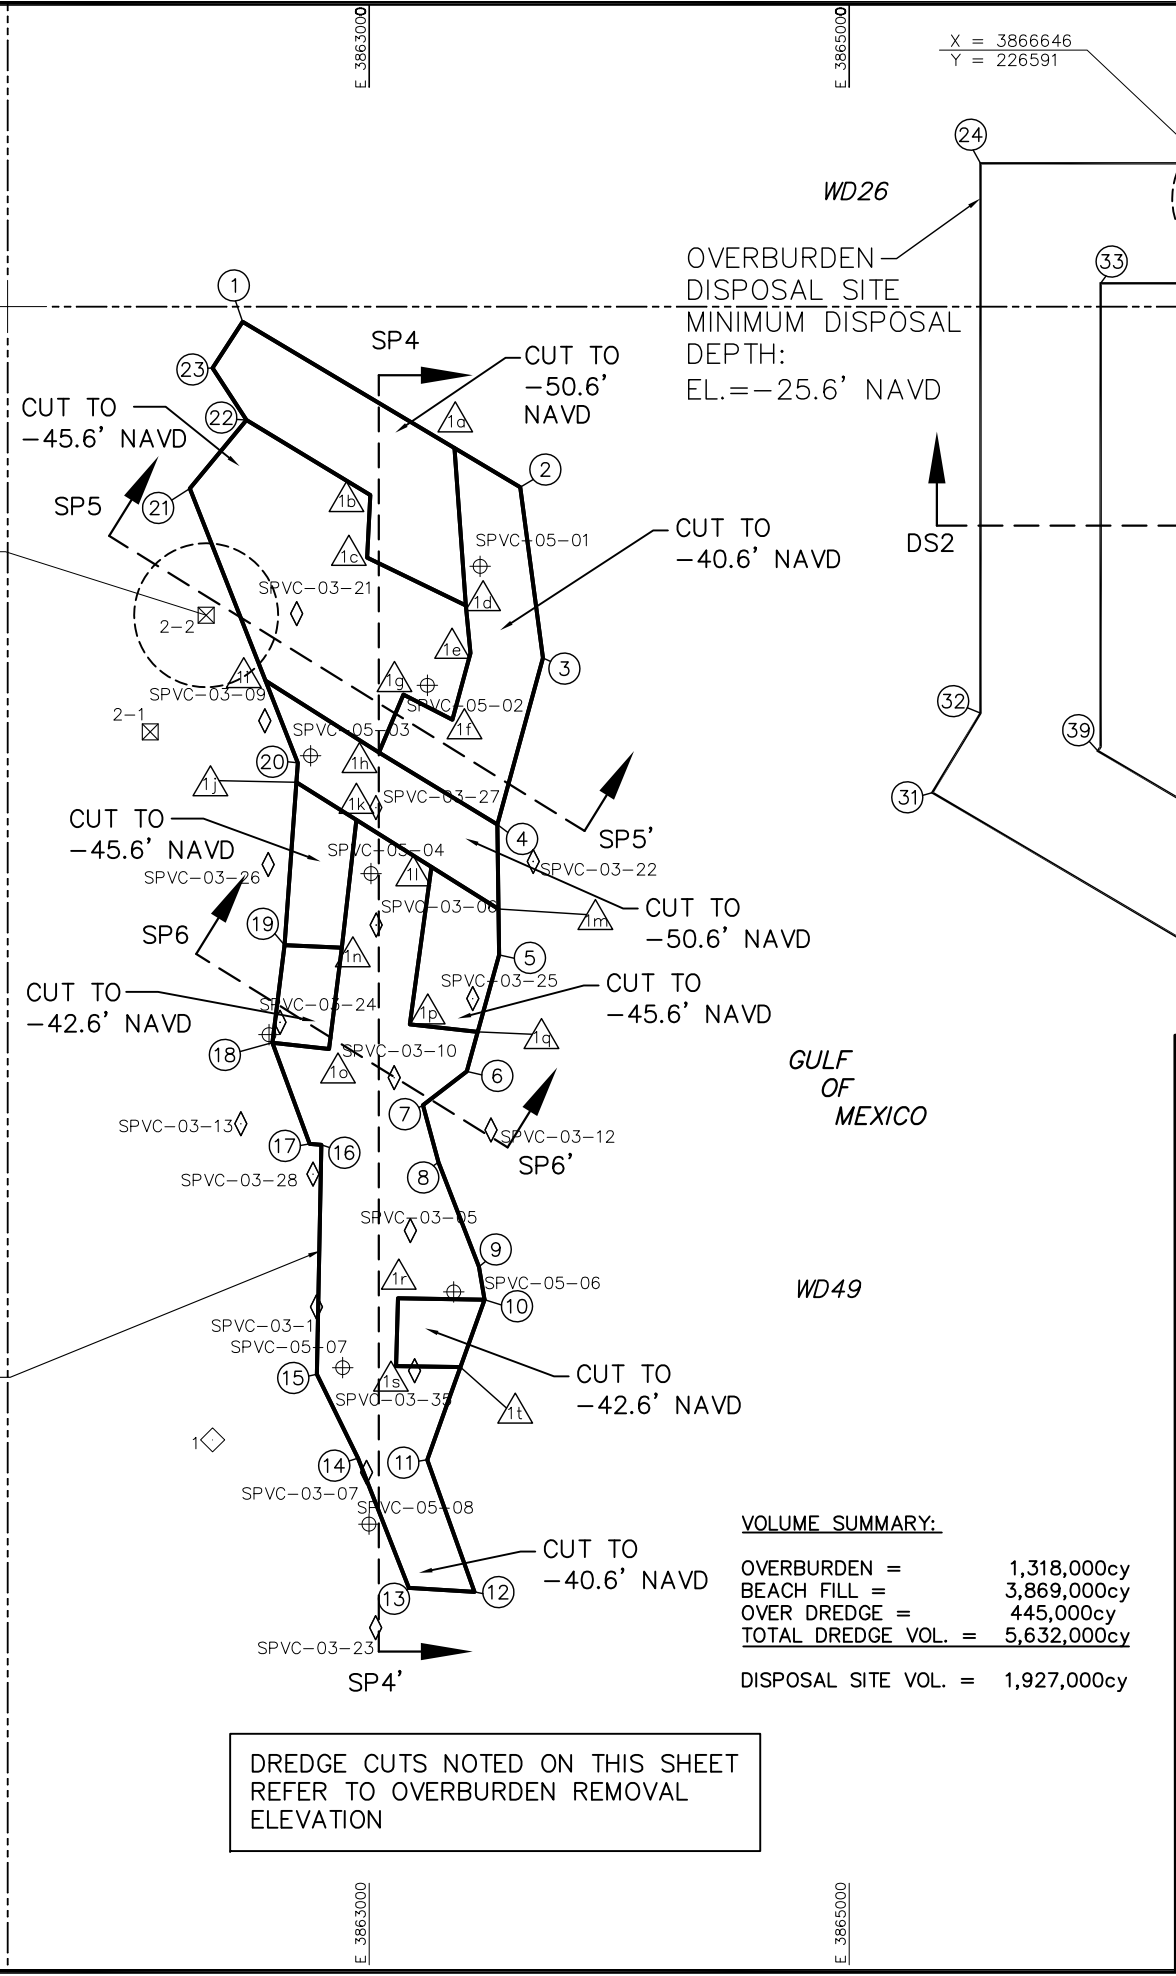 E 3863000
E 3865000
X = 3866646
Y = 226591
24
WD26
OVERBURDEN
DISPOSAL SITE
MINIMUM DISPOSAL
DEPTH:
EL.=-25.6' NAVD
33
1
SP4
CUT TO
-50.6'
NAVD
23
CUT TO
-45.6' NAVD
22
1a
2
21
SP5
1b
1c
SPVC-05-01
CUT TO
-40.6' NAVD
DS2
SPVC-03-21
1d
2-2
1e
3
1g
1i
SPVC-03-09
SPVC-05-02
2-1
SPVC-05-03
1f
32
39
20
1h
1j
1k
SPVC-03-27
31
CUT TO
-45.6' NAVD
4
SP5'
SPVC-05-04
SPVC-03-26
1l
SPVC-03-22
SPVC-03-06
1m
CUT TO
-50.6' NAVD
19
SP6
1n
5
CUT TO
-42.6' NAVD
SPVC-03-24
SPVC-03-25
CUT TO
-45.6' NAVD
1p
1q
18
SPVC-03-10
1o
6
GULF
OF
MEXICO
7
SPVC-03-13
SPVC-03-12
17
16
SP6'
8
SPVC-03-28
SPVC-03-05
9
1r
SPVC-05-06
WD49
10
SPVC-03-1
SPVC-05-07
15
1s
CUT TO
-42.6' NAVD
SPVC-03-35
1t
1
14
11
SPVC-03-07
SPVC-05-08
CUT TO
-40.6' NAVD
13
12
SPVC-03-23
SP4'
VOLUME SUMMARY:
OVERBURDEN = 1,318,000cy
BEACH FILL = 3,869,000cy
OVER DREDGE = 445,000cy
TOTAL DREDGE VOL. = 5,632,000cy
DISPOSAL SITE VOL. = 1,927,000cy
DREDGE CUTS NOTED ON THIS SHEET
REFER TO OVERBURDEN REMOVAL
ELEVATION
E 3863000
E 3865000